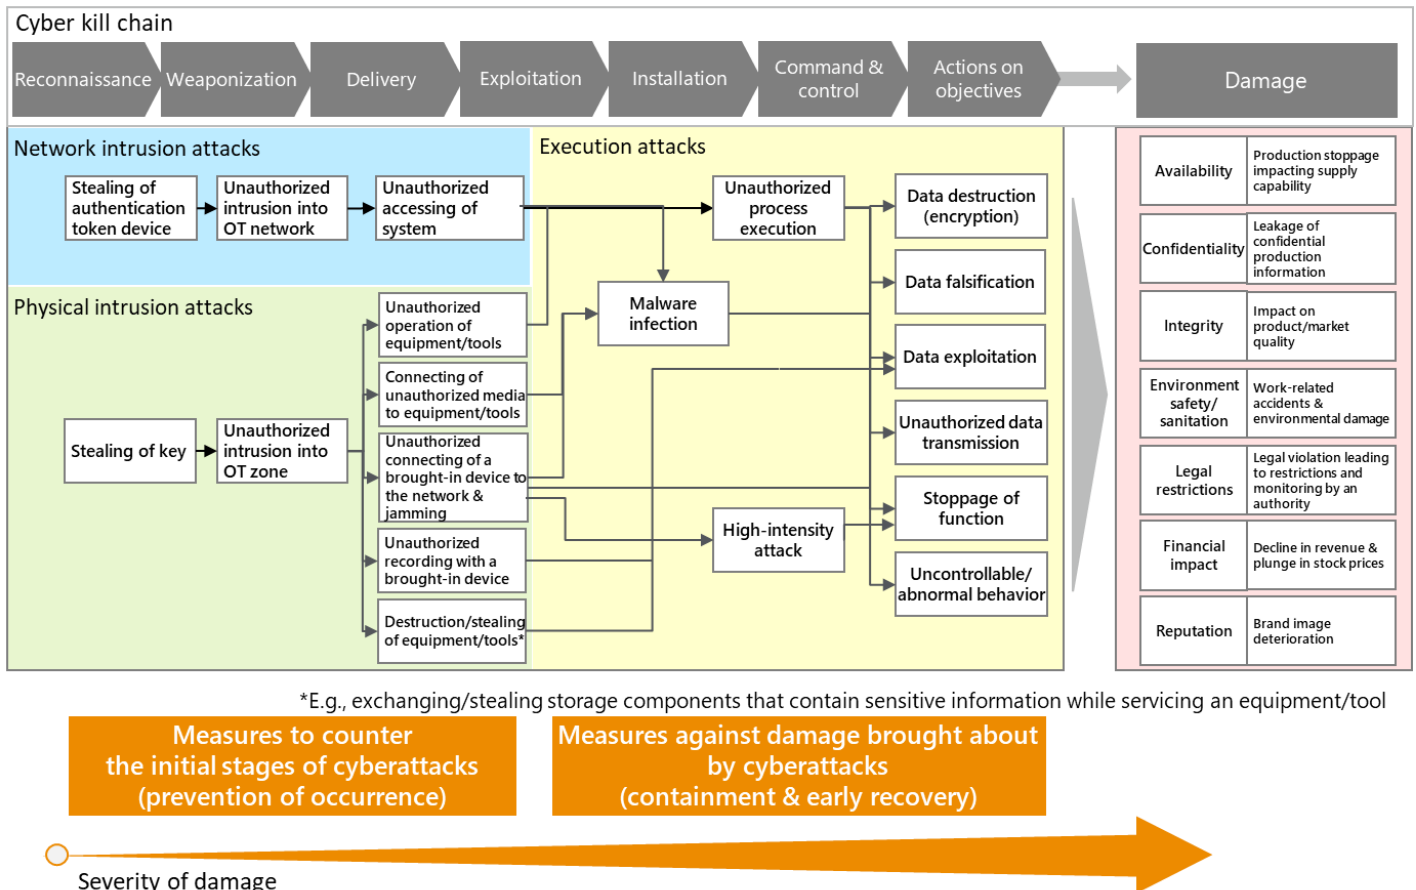 Cyber kill chain
Reconnaissance
Weaponization
Delivery
Exploitation
Installation
Command &
control
Actions on
objectives
Damage
Network intrusion attacks
Stealing of
authentication
token device
Unauthorized
intrusion into
OT network
Unauthorized
accessing of
system
Physical intrusion attacks
Stealing of key
Unauthorized
intrusion into
OT zone
Unauthorized
operation of
equipment/tools
Connecting of
unauthorized media
to equipment/tools
Unauthorized
connecting of a
brought-in device to
the network &
jamming
Unauthorized
recording with a
brought-in device
Destruction/stealing
of equipment/tools*
Execution attacks
Malware
infection
Unauthorized
process
execution
High-intensity
attack
Data destruction
(encryption)
Data falsification
Data exploitation
Unauthorized data
transmission
Stoppage of
function
Uncontrollable/
abnormal behavior
Availability
Production stoppage
impacting supply
capability
Confidentiality
Leakage of
confidential
production
information
Integrity
Impact on
product/market
quality
Environment
safety/
sanitation
Work-related
accidents &
environmental damage
Legal
restrictions
Legal violation leading
to restrictions and
monitoring by an
authority
Financial
impact
Decline in revenue &
plunge in stock prices
Reputation
Brand image
deterioration
*E.g., exchanging/stealing storage components that contain sensitive information while servicing an equipment/tool
Measures to counter
the initial stages of cyberattacks
(prevention of occurrence)
Measures against damage brought about
by cyberattacks
(containment & early recovery)
Severity of damage